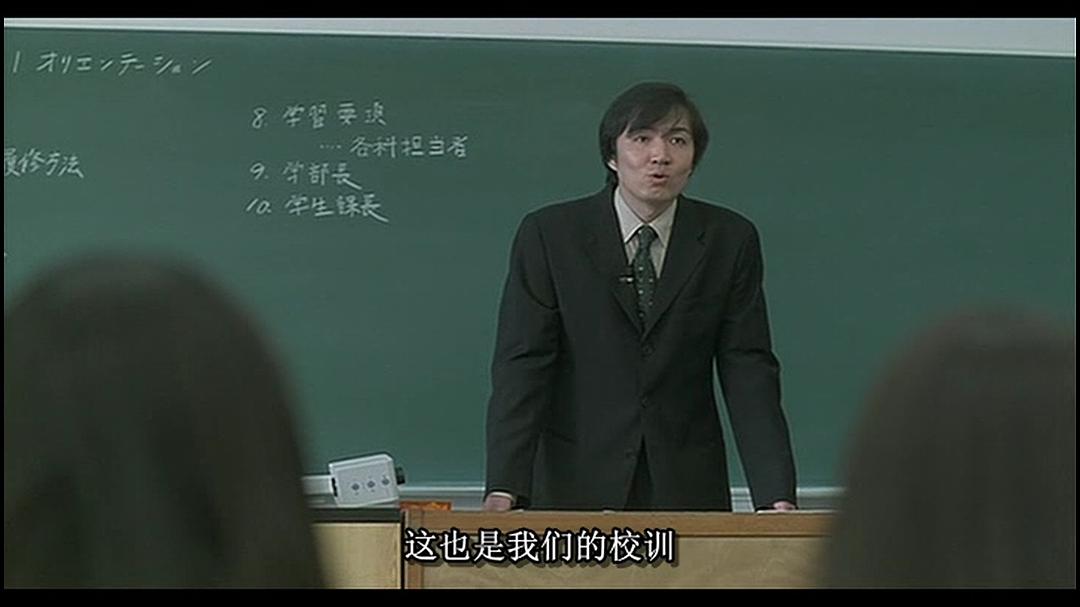 1 オリエンテーション
8. 学習要項
… 各科担当者
履修方法
9. 学部長
10. 学生課長
这也是我们的校训